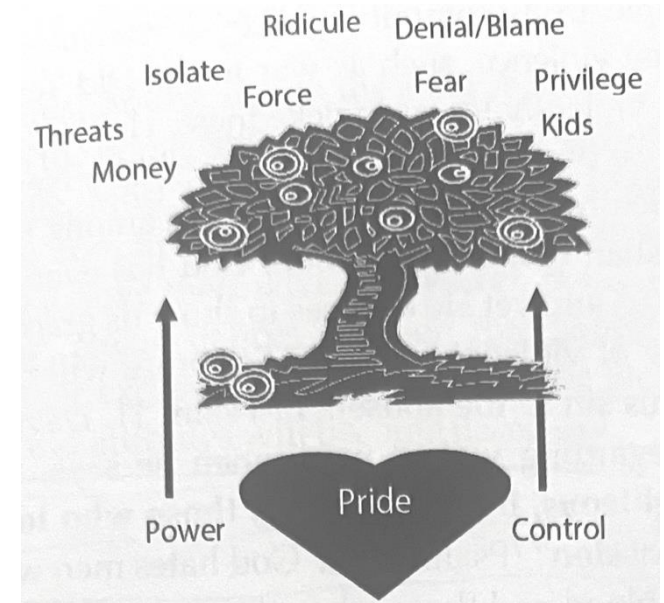 Ridicule Denial/Blame
Isolate Force Fear Privilege
Threats Money Kids
Pride
Power Control